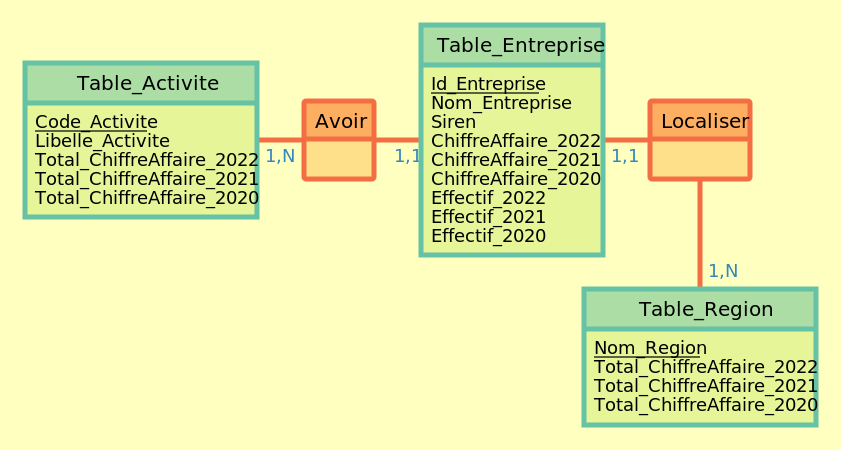 Table_Activite
Code_Activite
Libelle_Activite
Total_ChiffreAffaire_2022
Total_ChiffreAffaire_2021
Total_ChiffreAffaire_2020
1,N
Avoir
1,1
Table_Entreprise
Id_Entreprise
Nom_Entreprise
Siren
ChiffreAffaire_2022
ChiffreAffaire_2021
ChiffreAffaire_2020
Effectif_2022
Effectif_2021
Effectif_2020
1,1
Localiser
1,N
Table_Region
Nom_Region
Total_ChiffreAffaire_2022
Total_ChiffreAffaire_2021
Total_ChiffreAffaire_2020